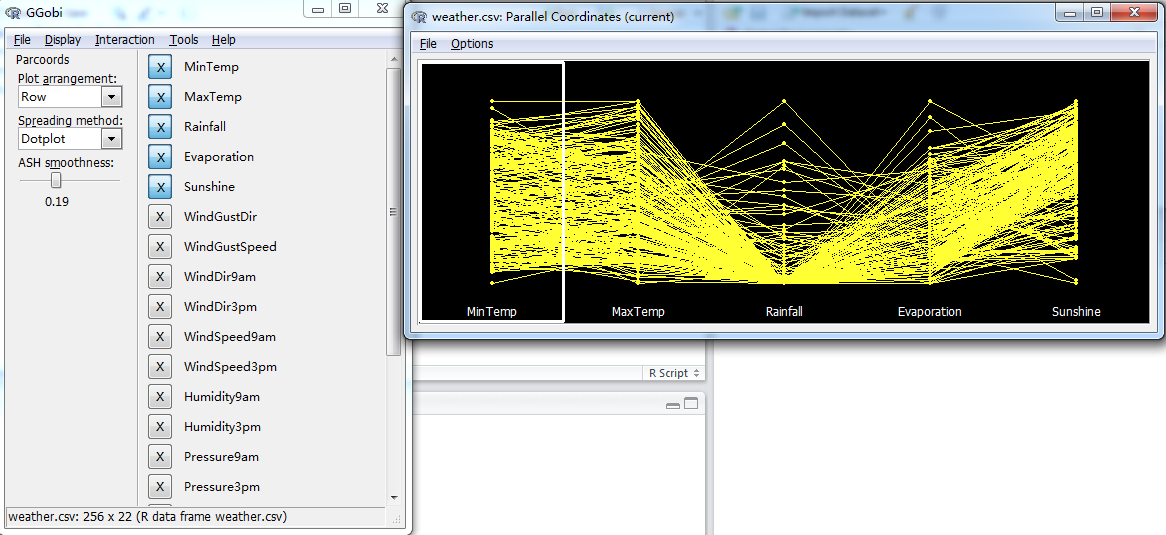 GGobi
File Display Interaction Tools Help
Parcoords
Plot arrangement:
Row
Spreading method:
Dotplot
ASH smoothness:
0.19
X MinTemp
X MaxTemp
X Rainfall
X Evaporation
X Sunshine
X WindGustDir
X WindGustSpeed
X WindDir9am
X WindDir3pm
X WindSpeed9am
X WindSpeed3pm
X Humidity9am
X Humidity3pm
X Pressure9am
X Pressure3pm
weather.csv: 256 x 22 (R data frame weather.csv)
weather.csv: Parallel Coordinates (current)
File Options
MinTemp MaxTemp Rainfall Evaporation Sunshine
R Script